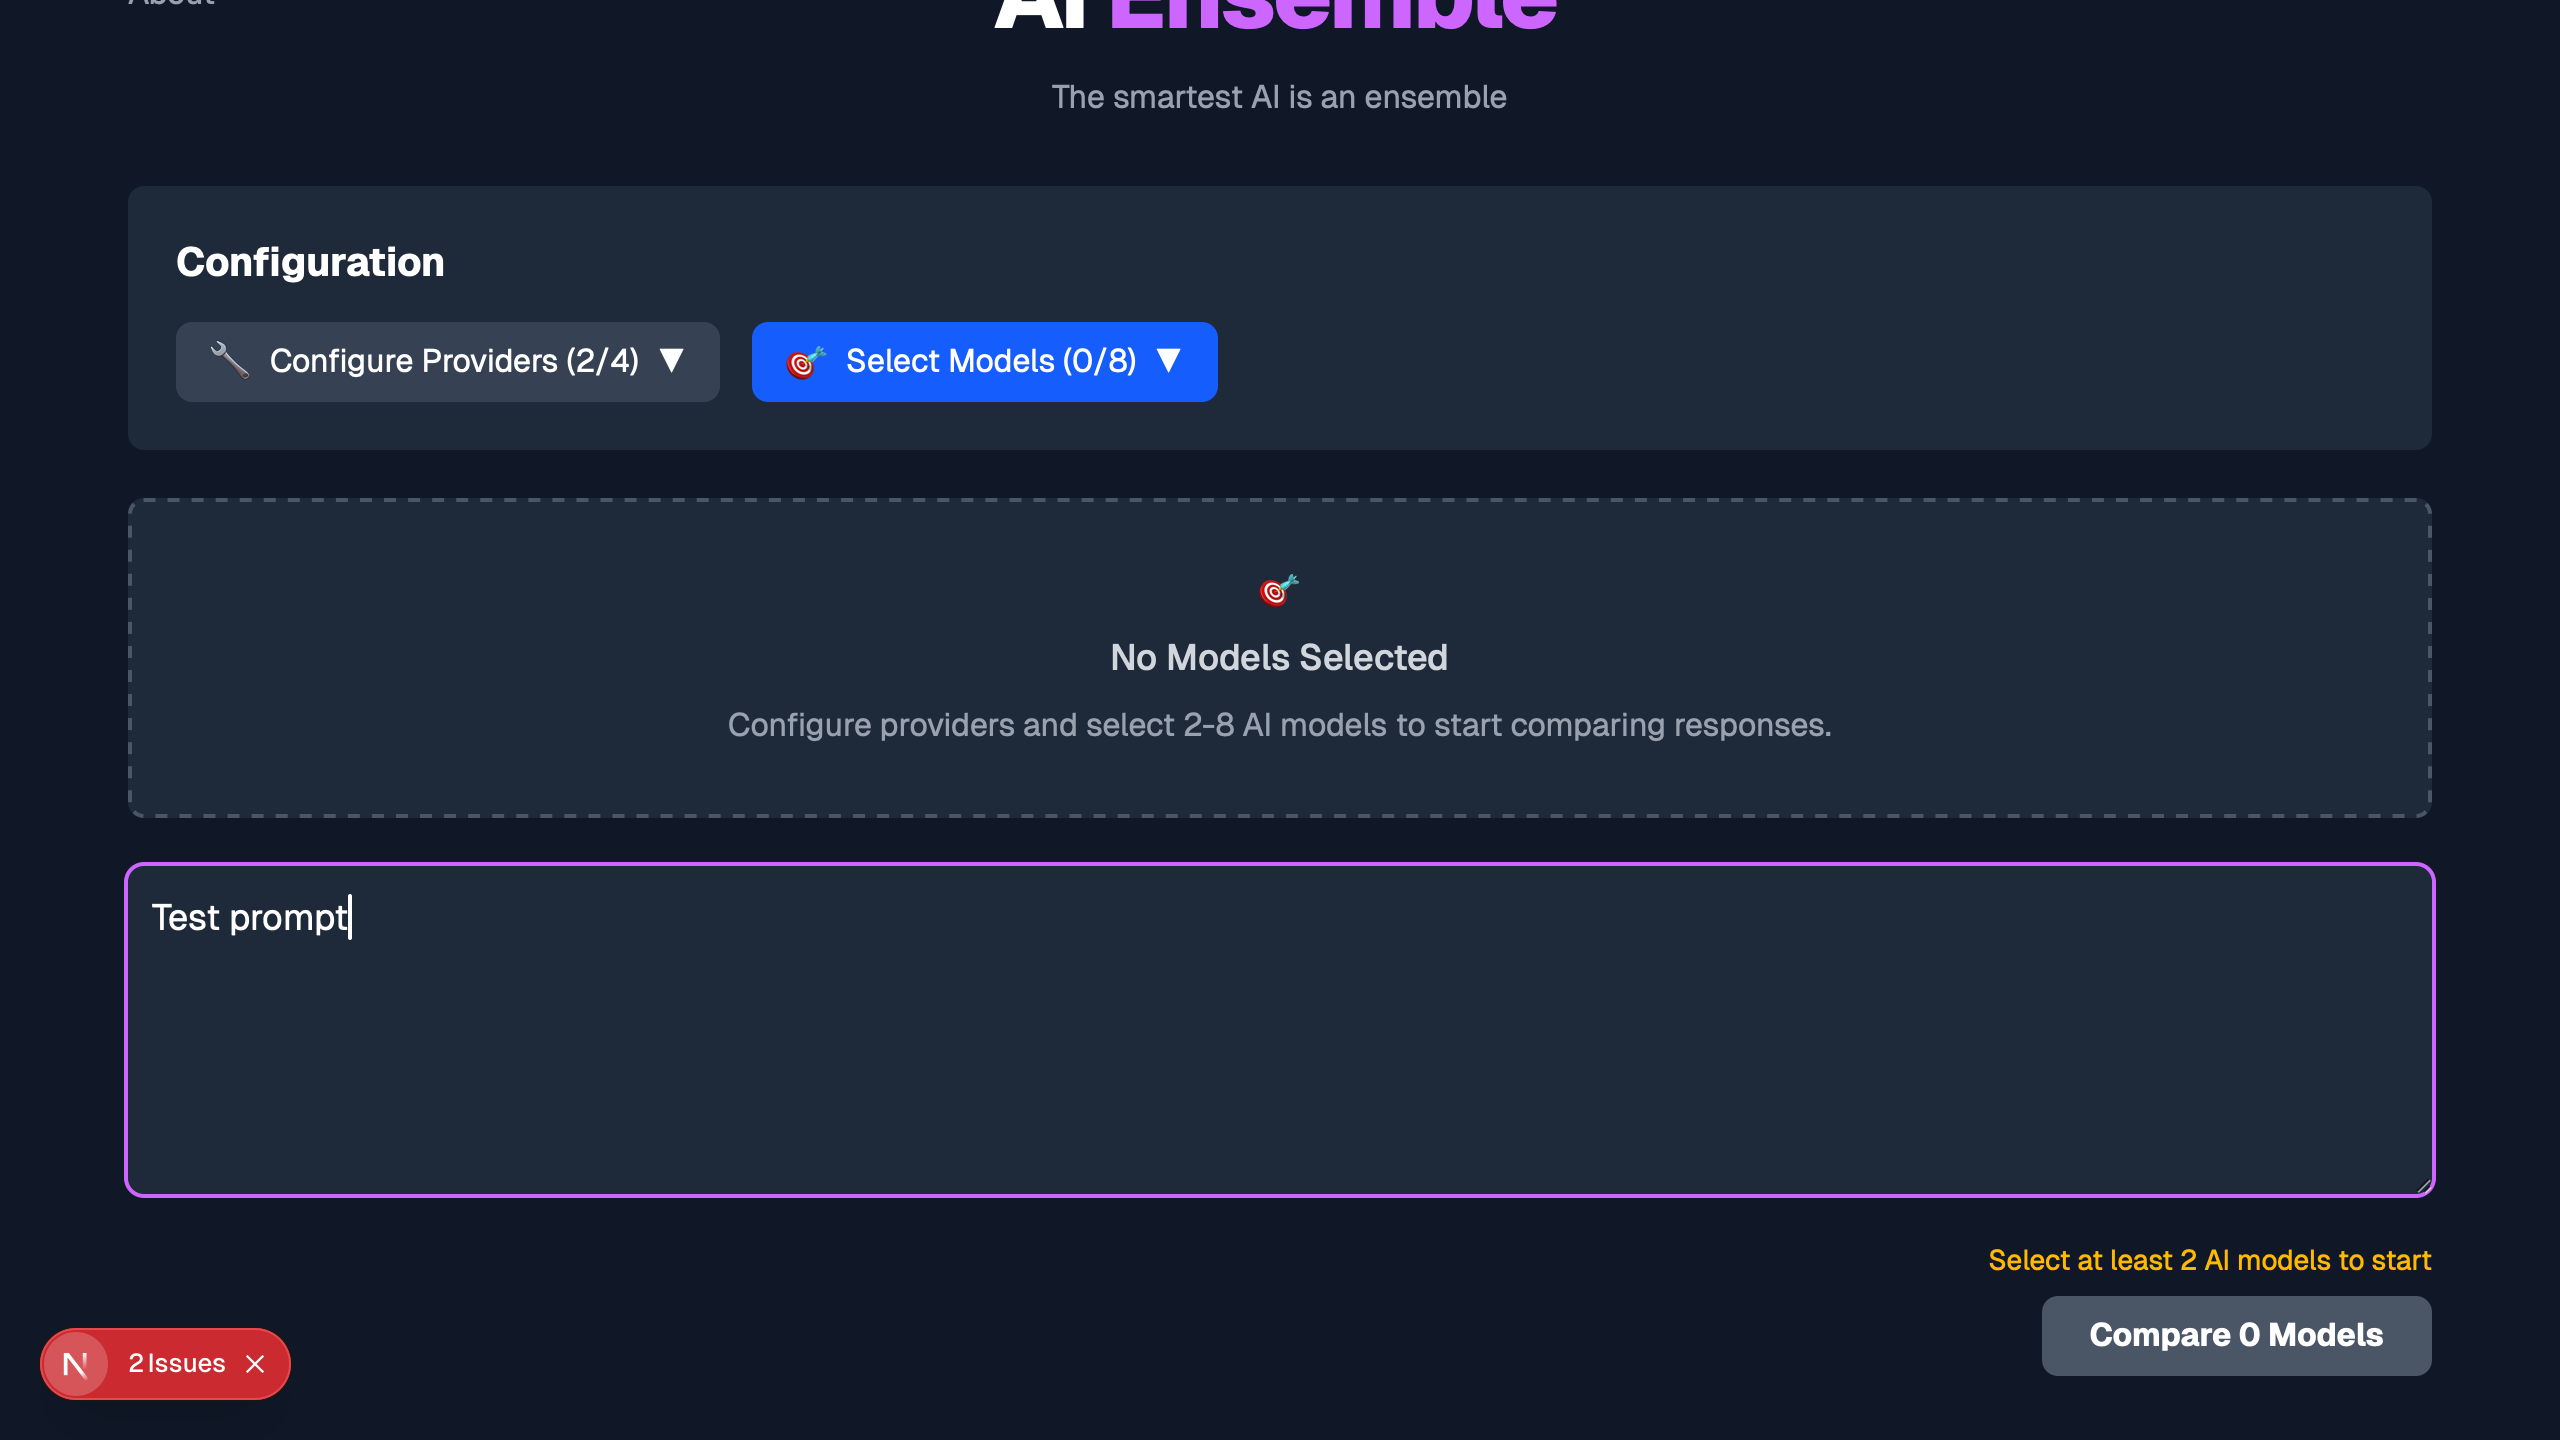 About
AI Ensemble
The smartest AI is an ensemble
Configuration
Configure Providers (2/4) ▼
Select Models (0/8) ▼
No Models Selected
Configure providers and select 2-8 AI models to start comparing responses.
Test prompt
Select at least 2 AI models to start
Compare 0 Models
N 2 Issues